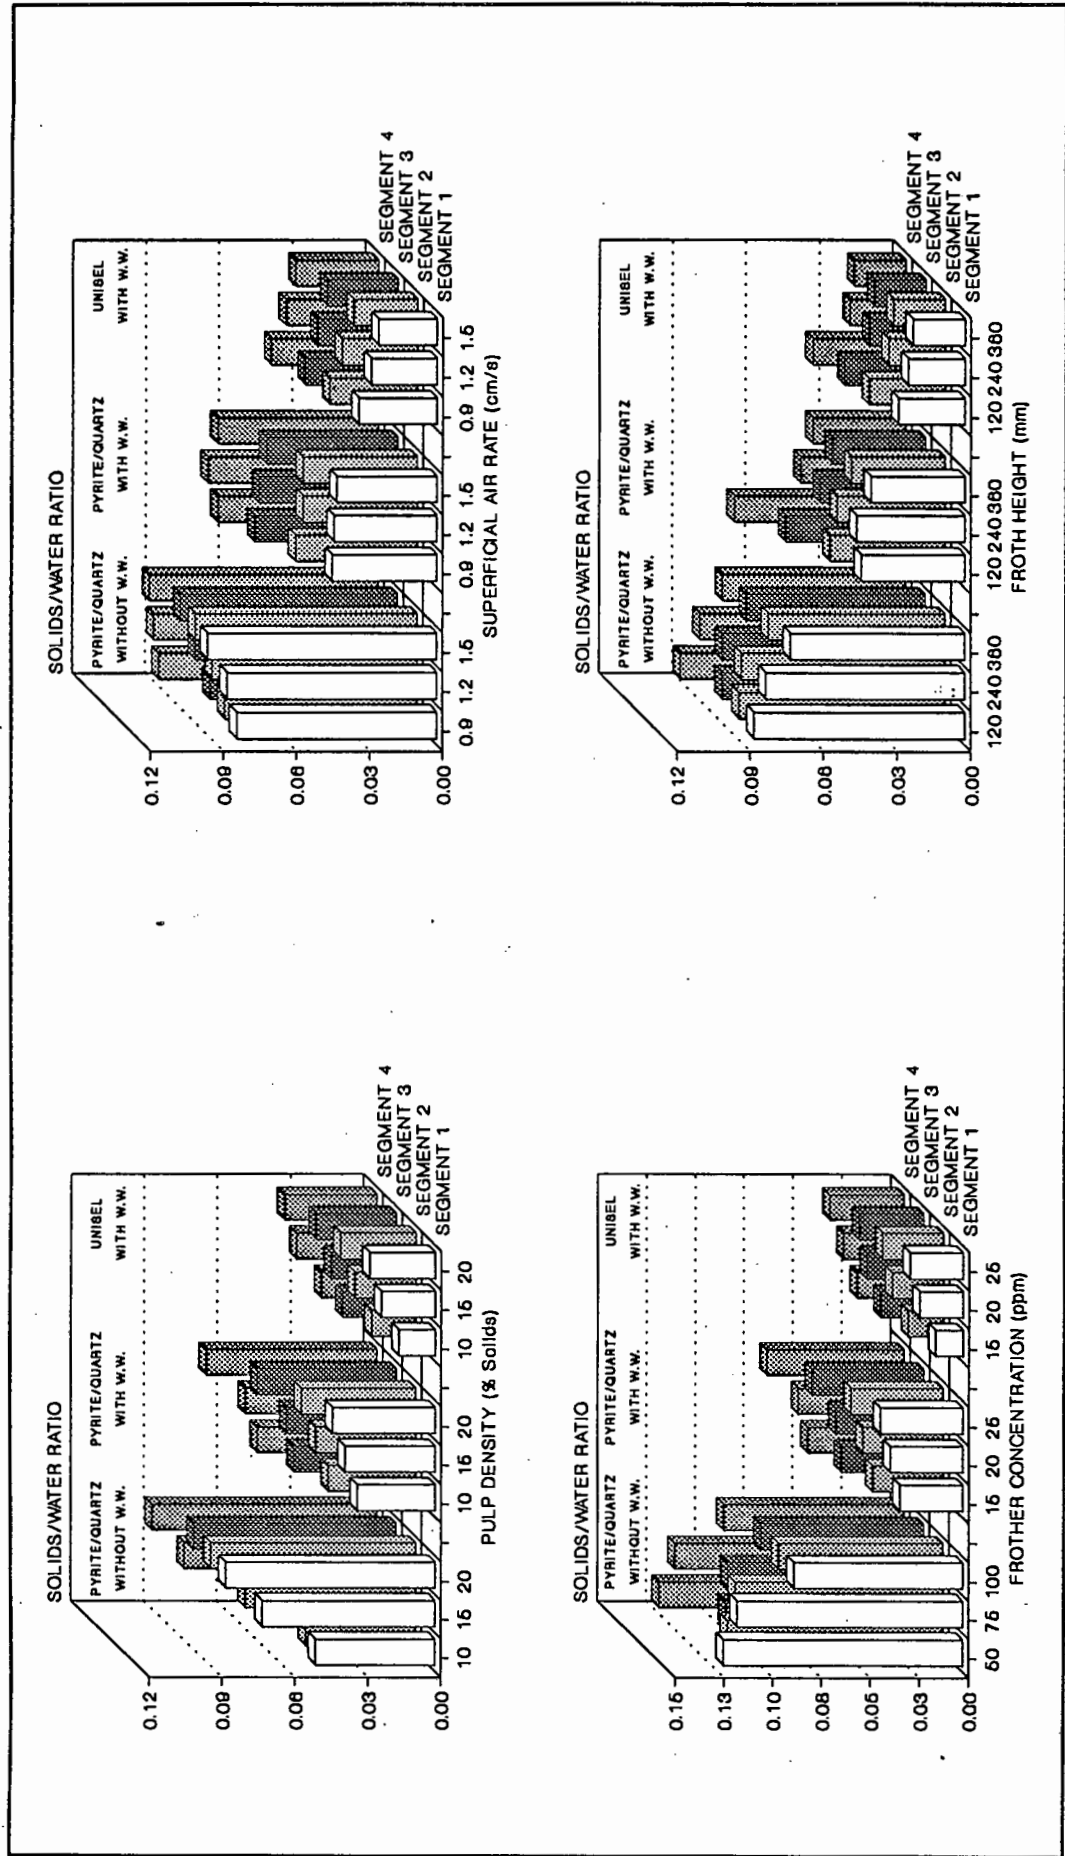 SOLIDS/WATER RATIO
PYRITE/QUARTZ PYRITE/QUARTZ UNISEL
WITHOUT W.W. WITH W.W. WITH W.W.
0.12
0.09
0.06
0.03
0.00
SEGMENT 4
SEGMENT 3
SEGMENT 2
SEGMENT 1
10 15 20 10 15 20 10 15 20
PULP DENSITY (% Solids)
SOLIDS/WATER RATIO
PYRITE/QUARTZ PYRITE/QUARTZ UNISEL
WITHOUT W.W. WITH W.W. WITH W.W.
0.12
0.09
0.06
0.03
0.00
SEGMENT 4
SEGMENT 3
SEGMENT 2
SEGMENT 1
0.9 1.2 1.5 0.9 1.2 1.5 0.9 1.2 1.5
SUPERFICIAL AIR RATE (cm/s)
SOLIDS/WATER RATIO
PYRITE/QUARTZ PYRITE/QUARTZ UNISEL
WITHOUT W.W. WITH W.W. WITH W.W.
0.15
0.13
0.10
0.08
0.05
0.03
0.00
SEGMENT 4
SEGMENT 3
SEGMENT 2
SEGMENT 1
50 75 100 15 20 25 15 20 25
FROTHER CONCENTRATION (ppm)
SOLIDS/WATER RATIO
PYRITE/QUARTZ PYRITE/QUARTZ UNISEL
WITHOUT W.W. WITH W.W. WITH W.W.
0.12
0.09
0.06
0.03
0.00
SEGMENT 4
SEGMENT 3
SEGMENT 2
SEGMENT 1
120 240 360 120 240 360 120 240 360
FROTH HEIGHT (mm)